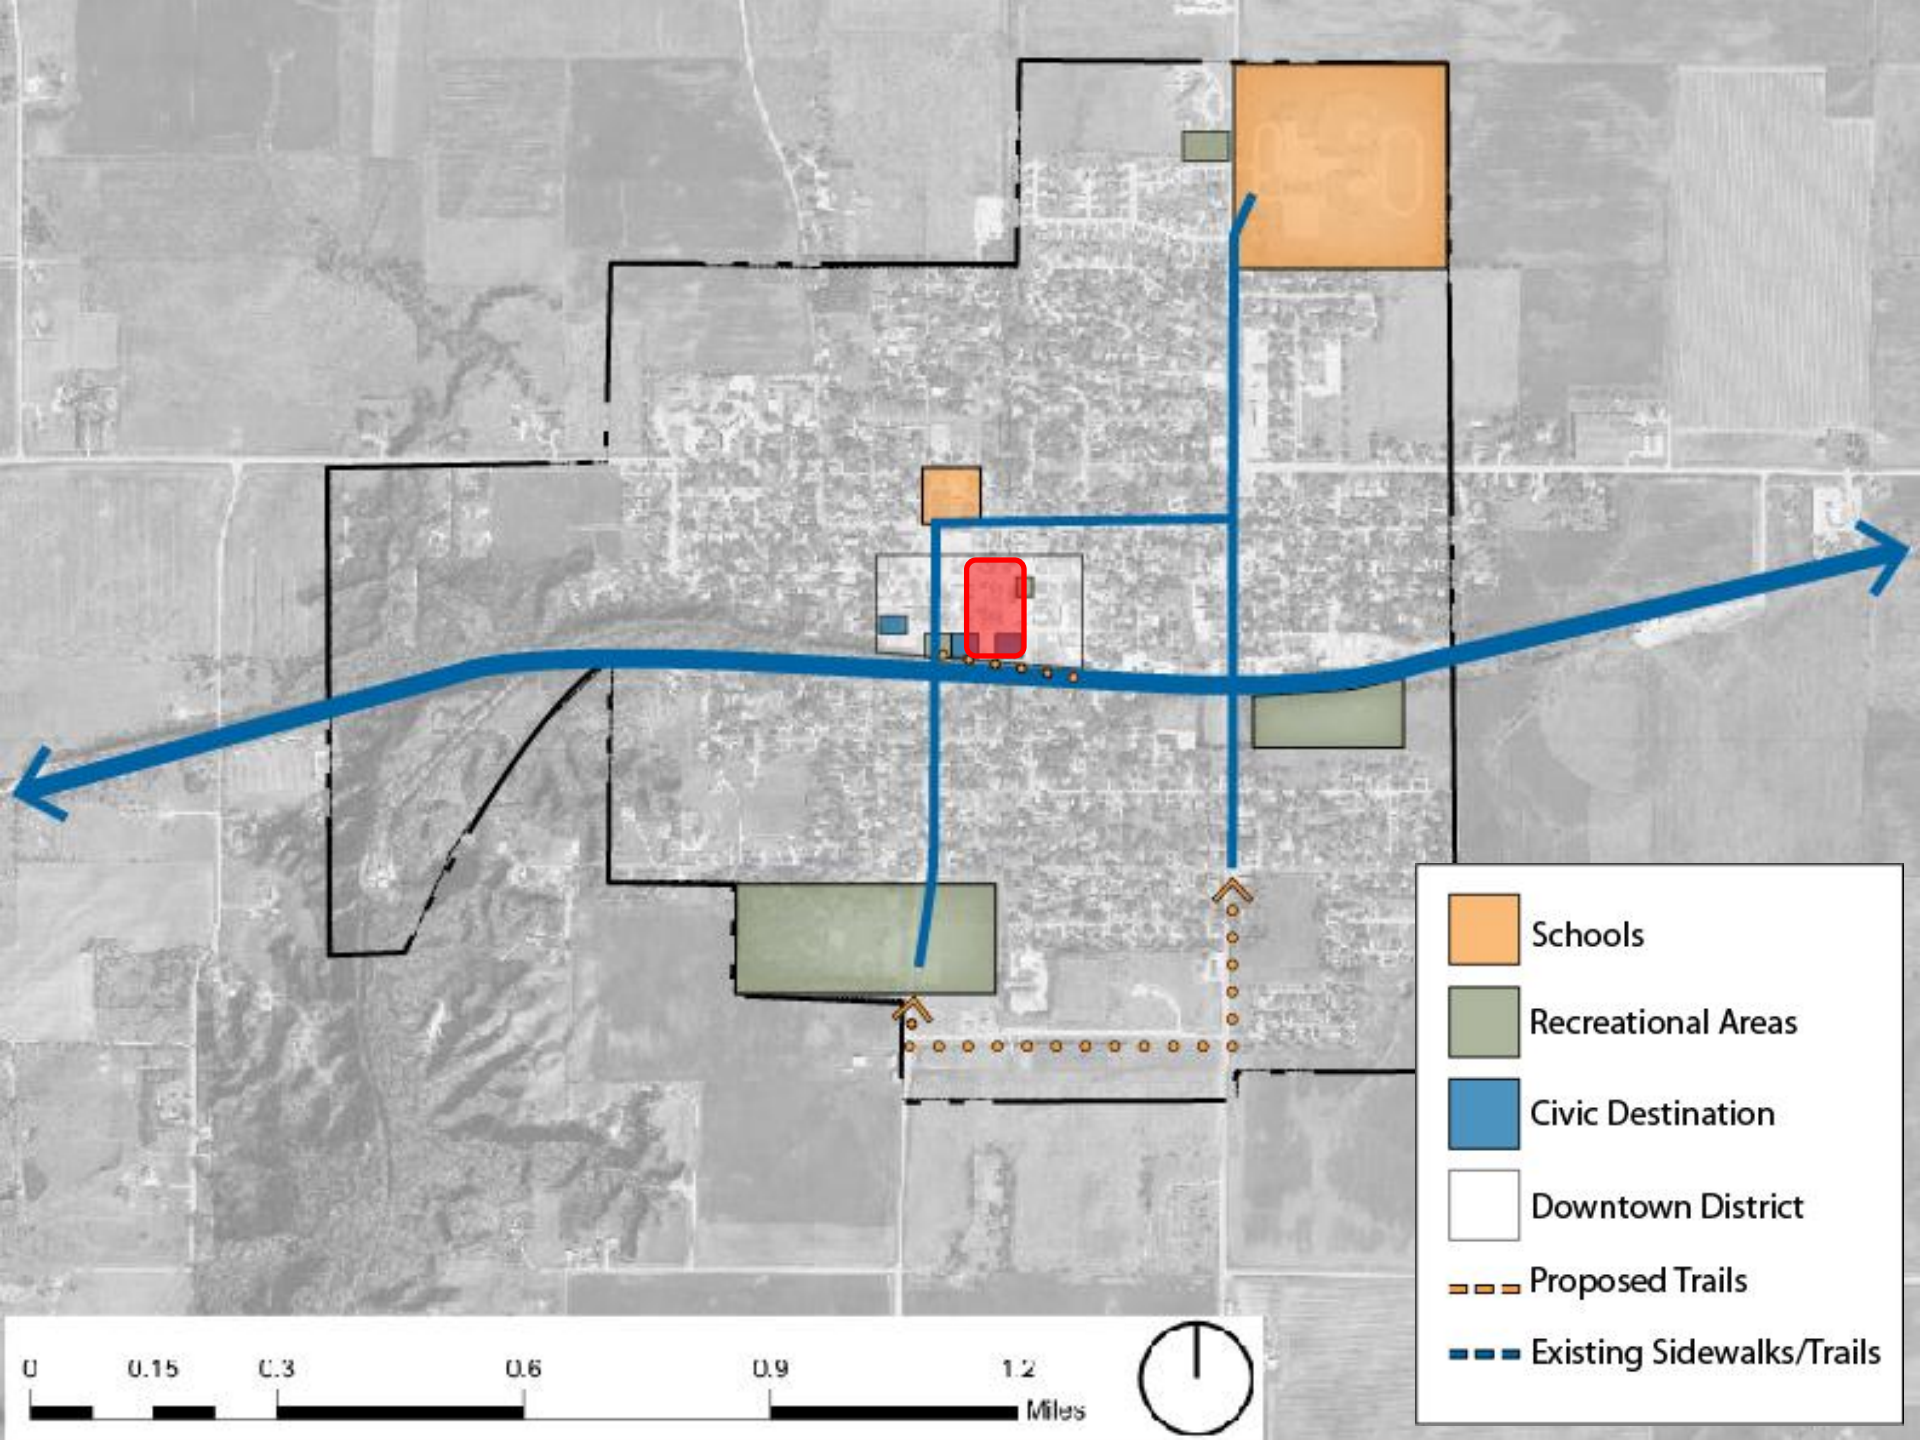 Schools
Recreational Areas
Civic Destination
Downtown District
Proposed Trails
Existing Sidewalks/Trails
0 0.15 0.3 0.6 0.9 1.2
Miles